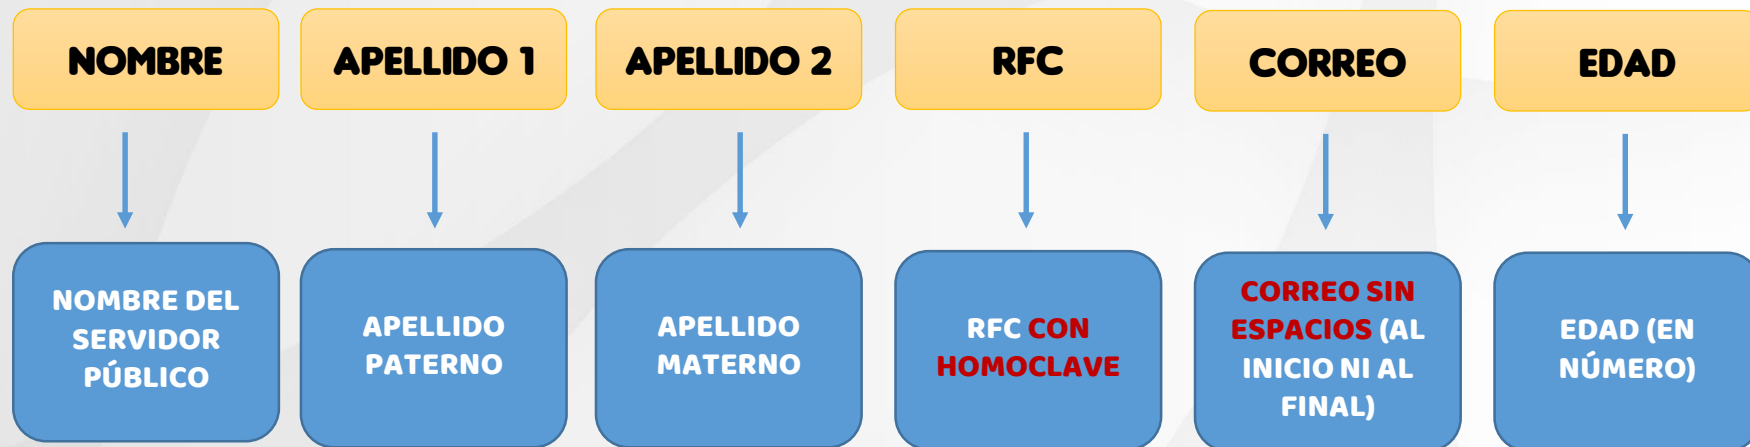 NOMBRE
APELLIDO 1
APELLIDO 2
RFC
CORREO
EDAD
NOMBRE DEL
SERVIDOR
PÚBLICO
APELLIDO
PATERNO
APELLIDO
MATERNO
RFC CON
HOMOCLAVE
CORREO SIN
ESPACIOS (AL
INICIO NI AL
FINAL)
EDAD (EN
NÚMERO)